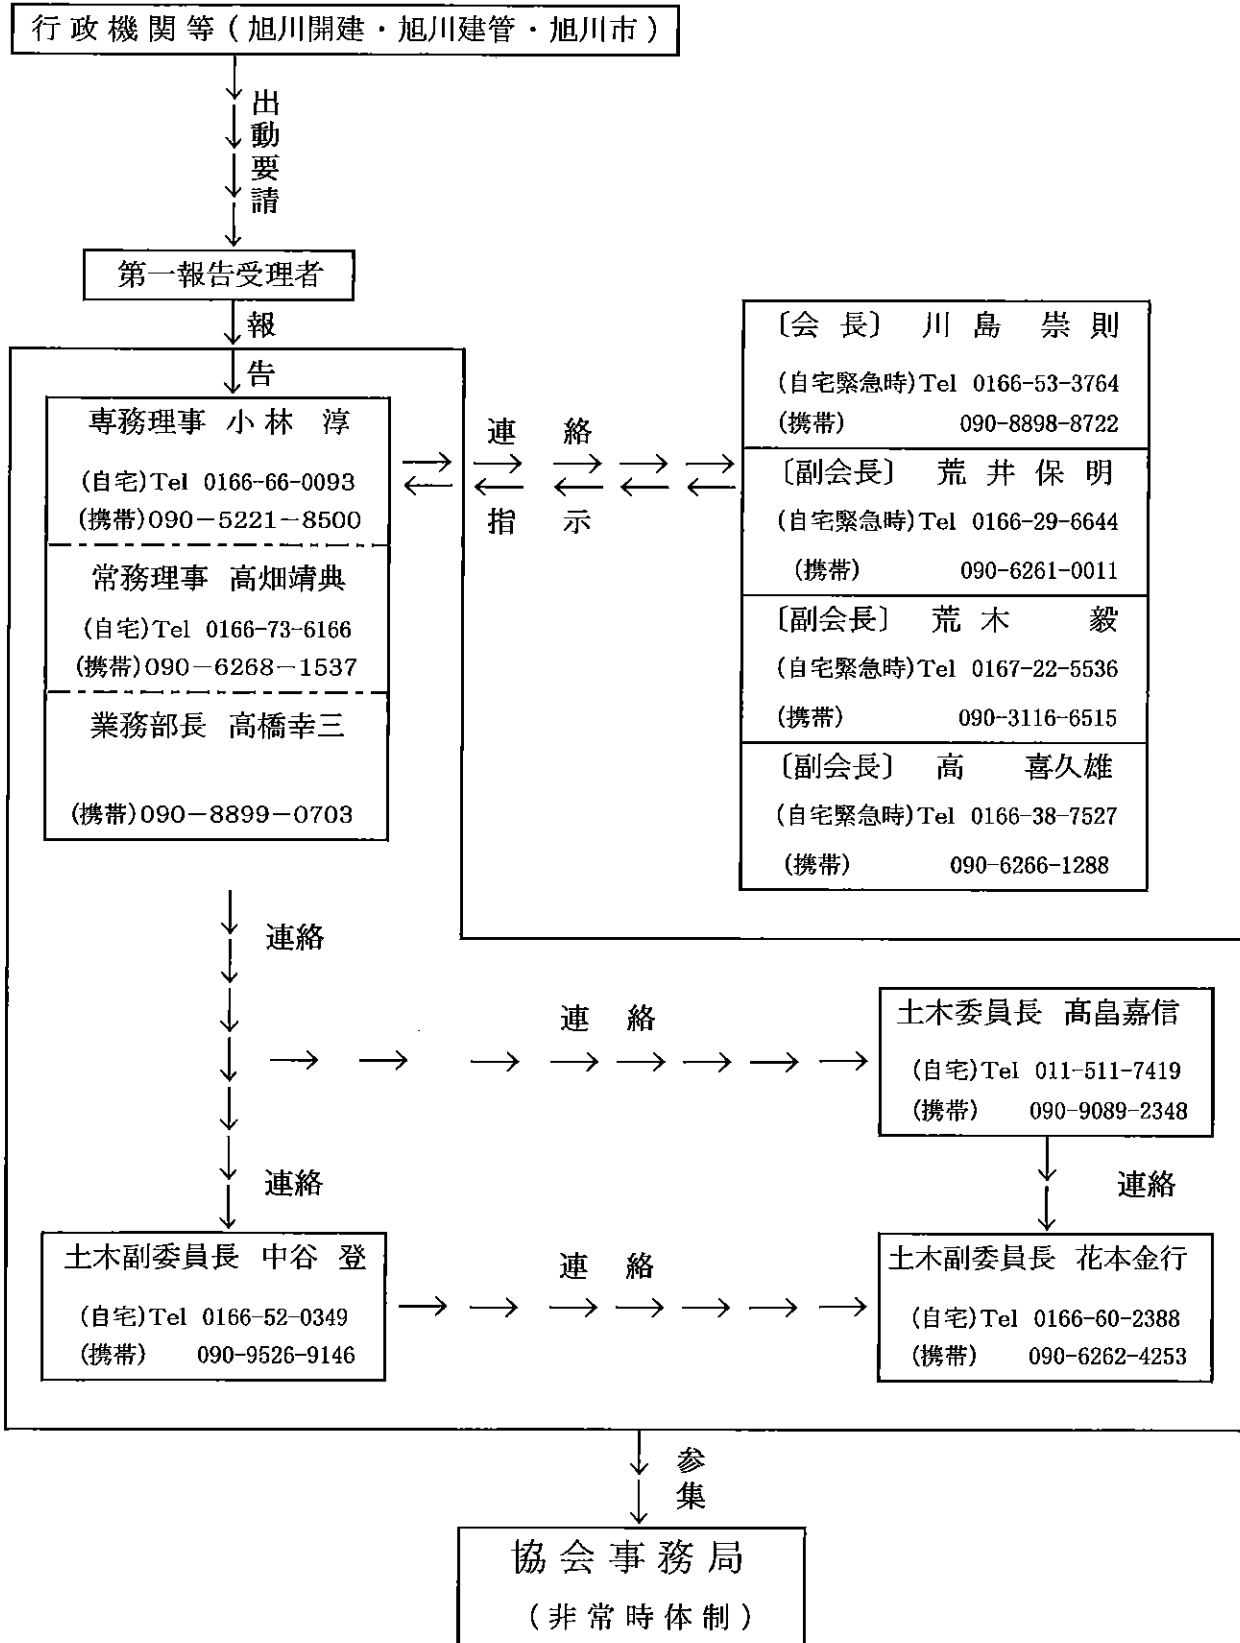 行政機関等(旭川開建・旭川建管・旭川市)
出動要請
第一報告受理者
報告
専務理事 小林 淳
(自宅)Tel 0166-66-0093
(携帯)090-5221-8500
常務理事 高畑靖典
(自宅)Tel 0166-73-6166
(携帯)090-6268-1537
業務部長 高橋幸三
(携帯)090-8899-0703
連絡
指示
〔会 長〕 川島 崇則
(自宅緊急時)Tel 0166-53-3764
(携帯) 090-8898-8722
〔副会長〕 荒井保明
(自宅緊急時)Tel 0166-29-6644
(携帯) 090-6261-0011
〔副会長〕 荒木 毅
(自宅緊急時)Tel 0167-22-5536
(携帯) 090-3116-6515
〔副会長〕 高 喜久雄
(自宅緊急時)Tel 0166-38-7527
(携帯) 090-6266-1288
連絡
連絡
土木委員長 髙畠嘉信
(自宅)Tel 011-511-7419
(携帯) 090-9089-2348
連絡
連絡
土木副委員長 中谷 登
(自宅)Tel 0166-52-0349
(携帯) 090-9526-9146
連絡
土木副委員長 花本金行
(自宅)Tel 0166-60-2388
(携帯) 090-6262-4253
参集
協会事務局
(非常時体制)